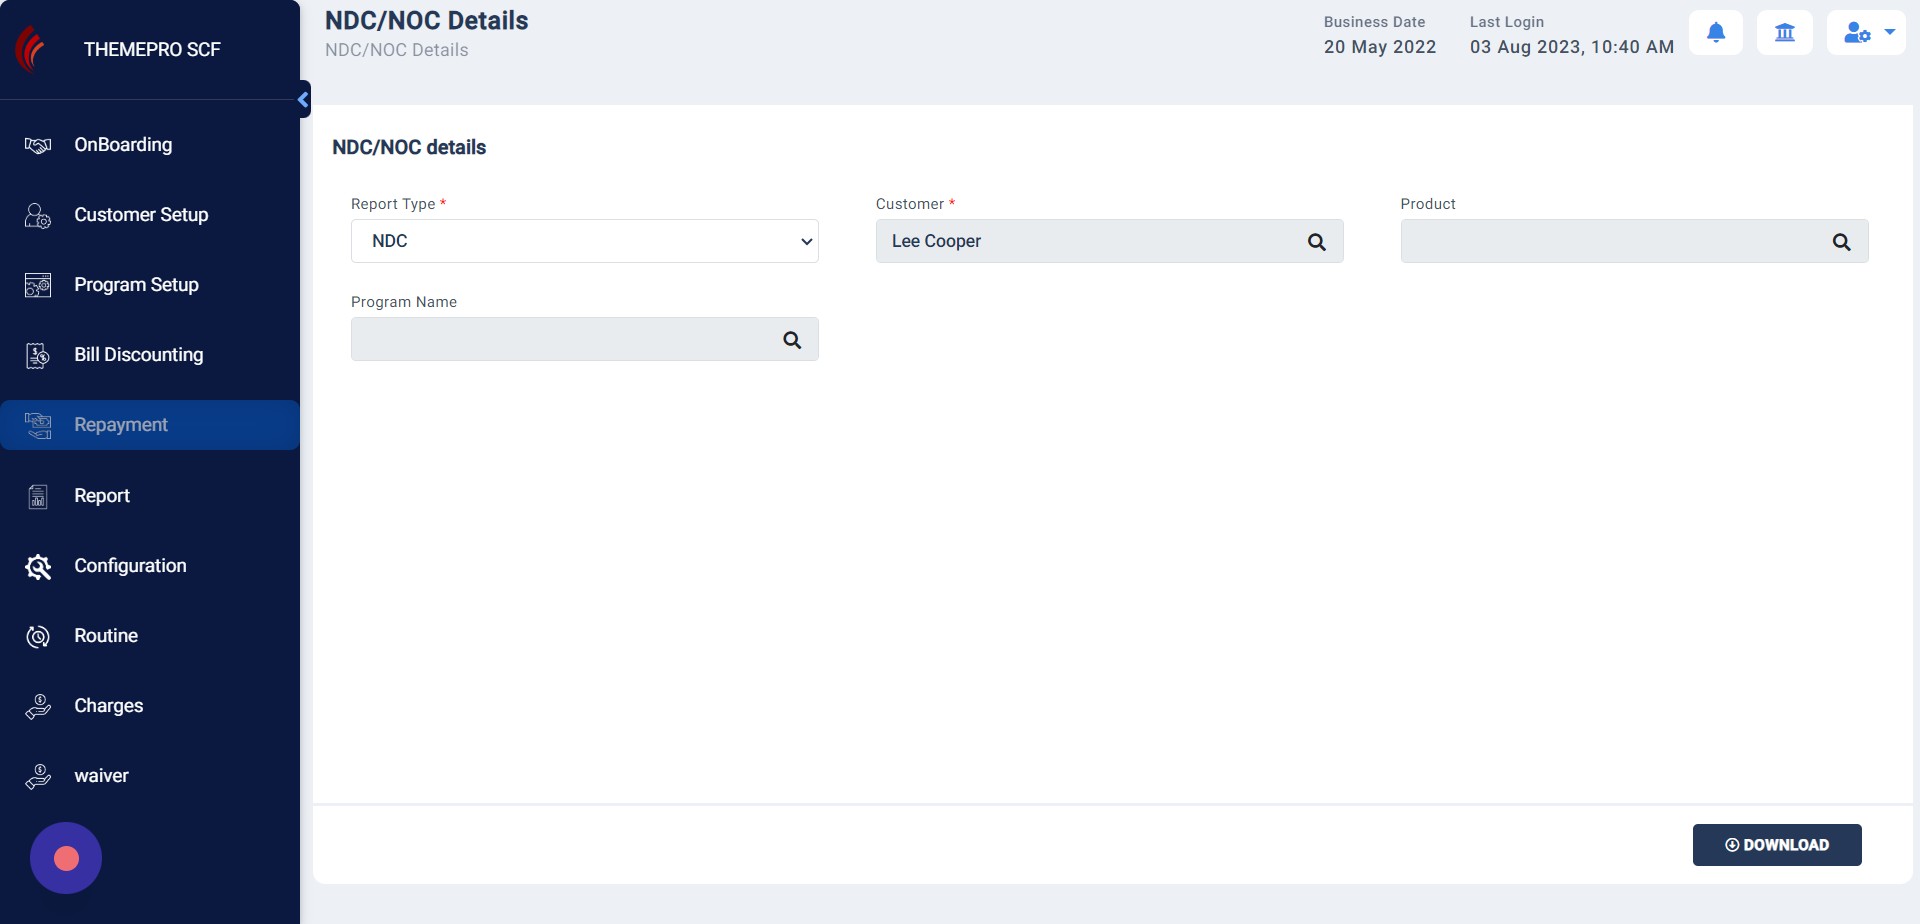 THEMEPRO SCF
OnBoarding
Customer Setup
Program Setup
Bill Discounting
Repayment
Report
Configuration
Routine
Charges
waiver
NDC/NOC Details
NDC/NOC Details
Business Date
20 May 2022
Last Login
03 Aug 2023, 10:40 AM
NDC/NOC details
Report Type *
NDC
Customer *
Lee Cooper
Product
Program Name
DOWNLOAD